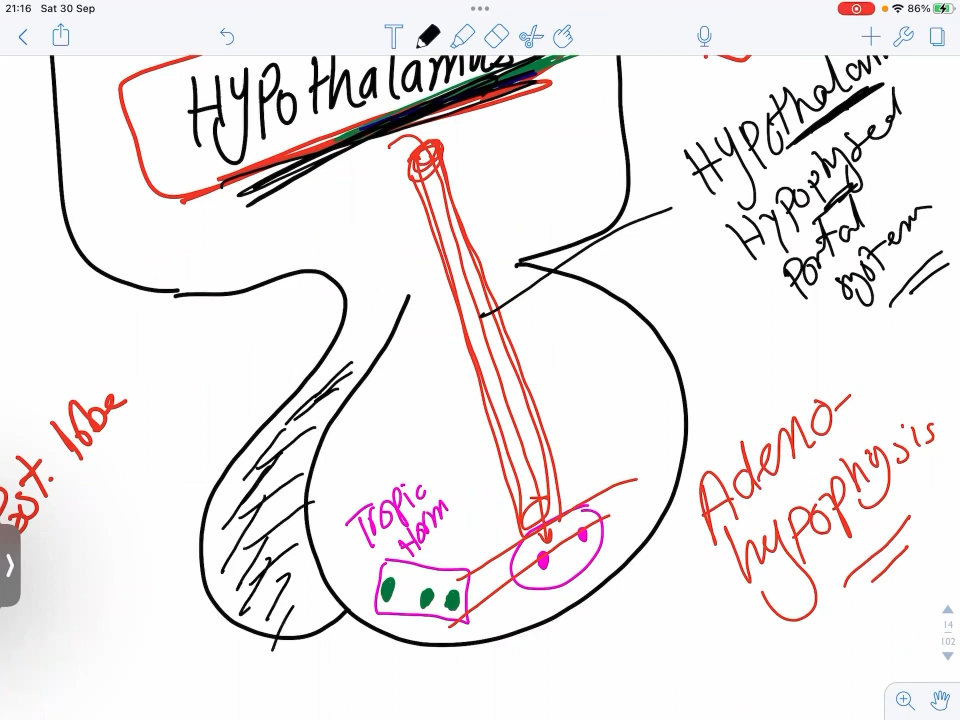 21:16 Sat 30 Sep
86%
T
Hypothalamus
Hypothalam
Hypophysed
Portal
system
Post. lobe
Adeno-
hypophysis
Tropic
Horm
14
102